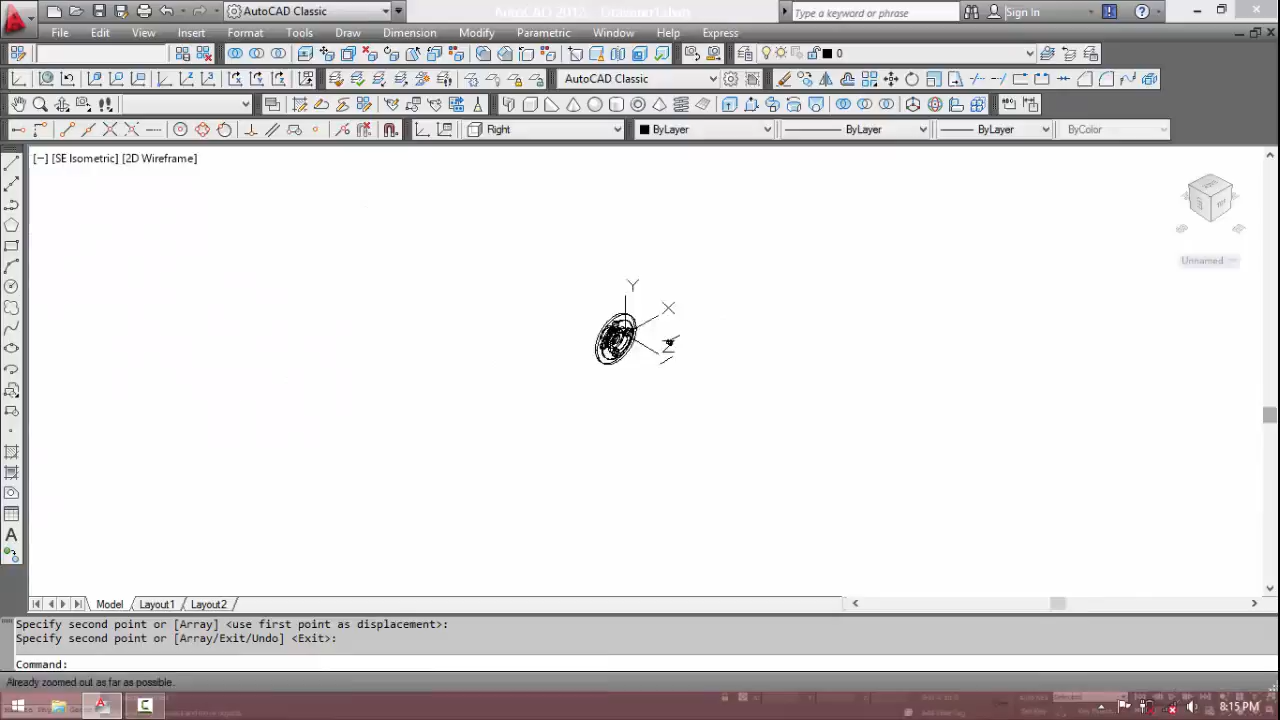 AutoCAD Classic
AutoCAD 2012
Type a keyword or phrase
Sign In
File Edit View Insert Format Tools Draw Dimension Modify Parametric Window Help Express
0
AutoCAD Classic
Right ByLayer ByLayer ByLayer ByColor
[−] [SE Isometric] [2D Wireframe]
Unnamed
Y
X
Z
Model Layout1 Layout2
Specify second point or [Array] <use first point as displacement>:
Specify second point or [Array/Exit/Undo] <Exit>:
Command:
Already zoomed out as far as possible.
8:15 PM